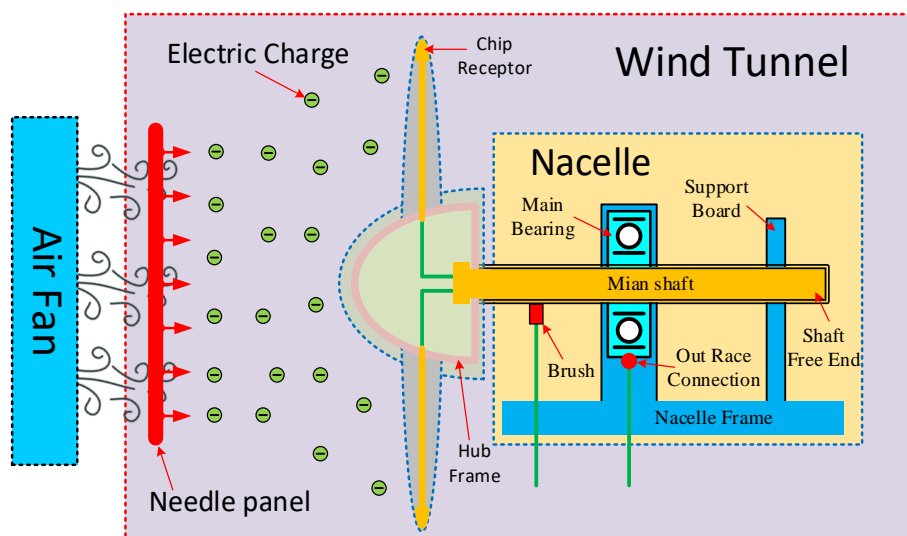 Electric Charge
Chip
Receptor
Wind Tunnel
Air Fan
Nacelle
Main
Bearing
Support
Board
Mian shaft
Shaft
Free End
Brush
Out Race
Connection
Nacelle Frame
Hub
Frame
Needle panel